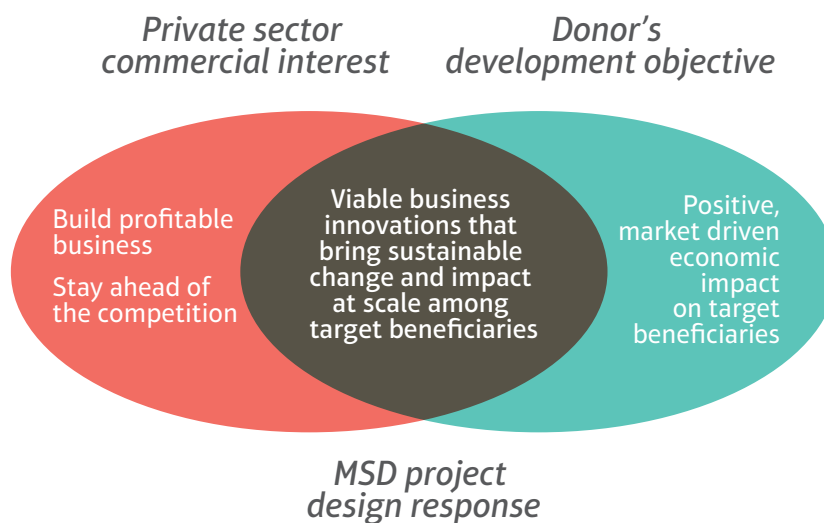 Private sector
commercial interest
Donor's
development objective
Build profitable
business
Stay ahead of
the competition
Viable business
innovations that
bring sustainable
change and impact
at scale among
target beneficiaries
Positive,
market driven
economic
impact
on target
beneficiaries
MSD project
design response